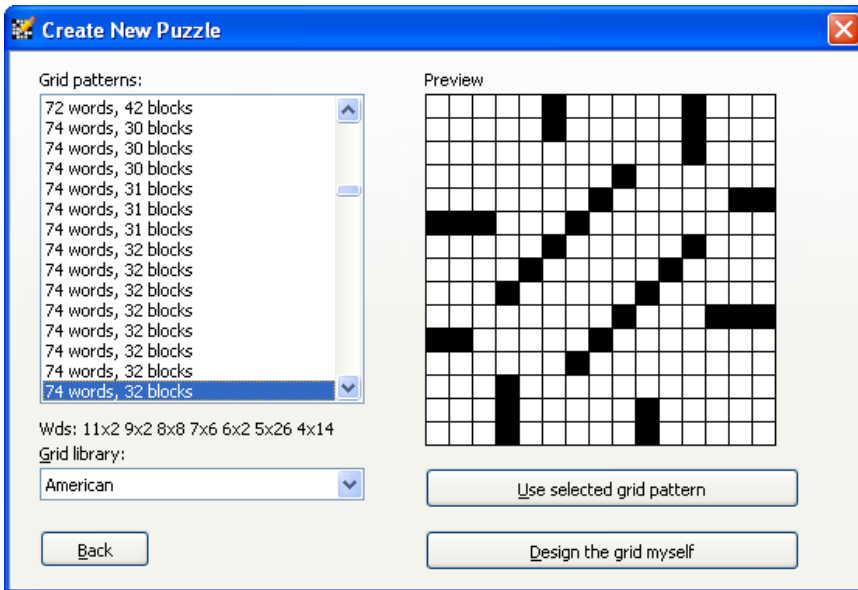 Create New Puzzle
Grid patterns:
72 words, 42 blocks
74 words, 30 blocks
74 words, 30 blocks
74 words, 30 blocks
74 words, 31 blocks
74 words, 31 blocks
74 words, 31 blocks
74 words, 32 blocks
74 words, 32 blocks
74 words, 32 blocks
74 words, 32 blocks
74 words, 32 blocks
74 words, 32 blocks
74 words, 32 blocks
74 words, 32 blocks
Wds: 11x2 9x2 8x8 7x6 6x2 5x26 4x14
Grid library:
American
Back
Preview
Use selected grid pattern
Design the grid myself